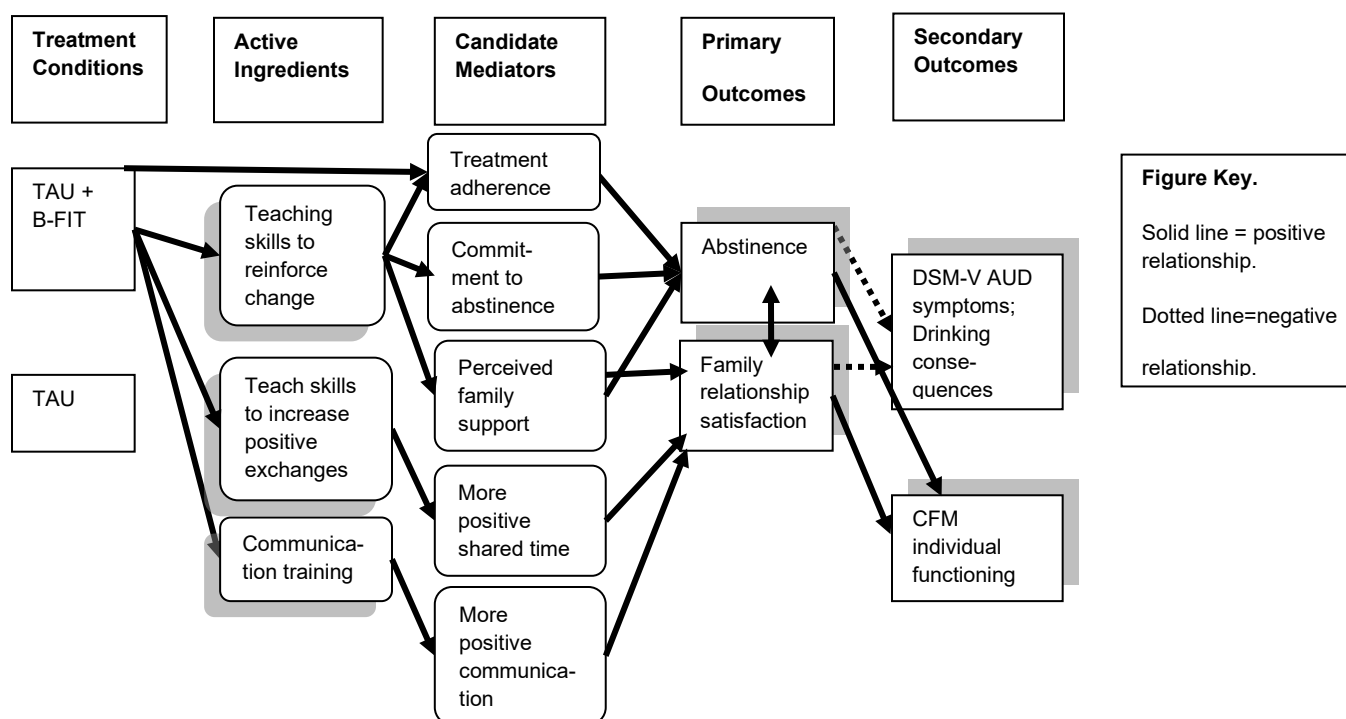 Treatment
Conditions
Active
Ingredients
Candidate
Mediators
Primary
Outcomes
Secondary
Outcomes
TAU +
B-FIT
TAU
Teaching
skills to
reinforce
change
Teach skills
to increase
positive
exchanges
Communica-
tion training
Treatment
adherence
Commit-
ment to
abstinence
Perceived
family
support
More
positive
shared time
More
positive
communica-
tion
Abstinence
Family
relationship
satisfaction
DSM-V AUD
symptoms;
Drinking
conse-
quences
CFM
individual
functioning
Figure Key.
Solid line = positive
relationship.
Dotted line=negative
relationship.